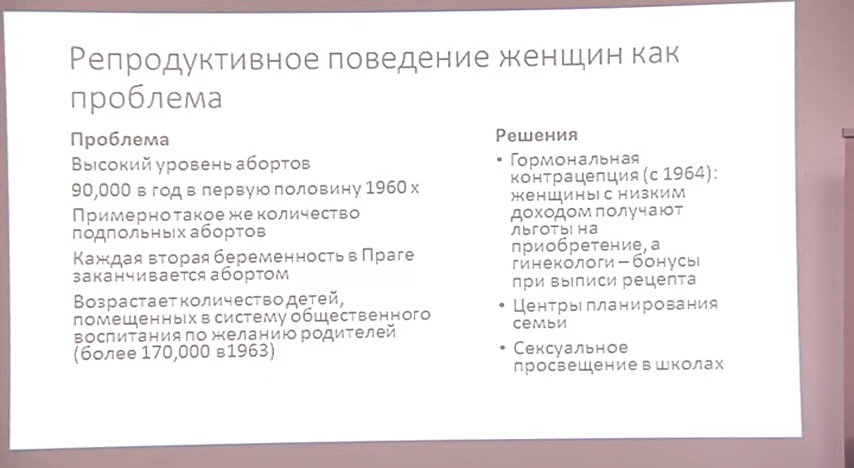 Репродуктивное поведение женщин как
проблема
Проблема
Высокий уровень абортов
90,000 в год в первую половину 1960 х
Примерно такое же количество
подпольных абортов
Каждая вторая беременность в Праге
заканчивается абортом
Возрастает количество детей,
помещенных в систему общественного
воспитания по желанию родителей
(более 170,000 в1963)
Решения
• Гормональная
контрацепция (с 1964):
женщины с низким
доходом получают
льготы на
приобретение, а
гинекологи – бонусы
при выписи рецепта
• Центры планирования
семьи
• Сексуальное
просвещение в школах